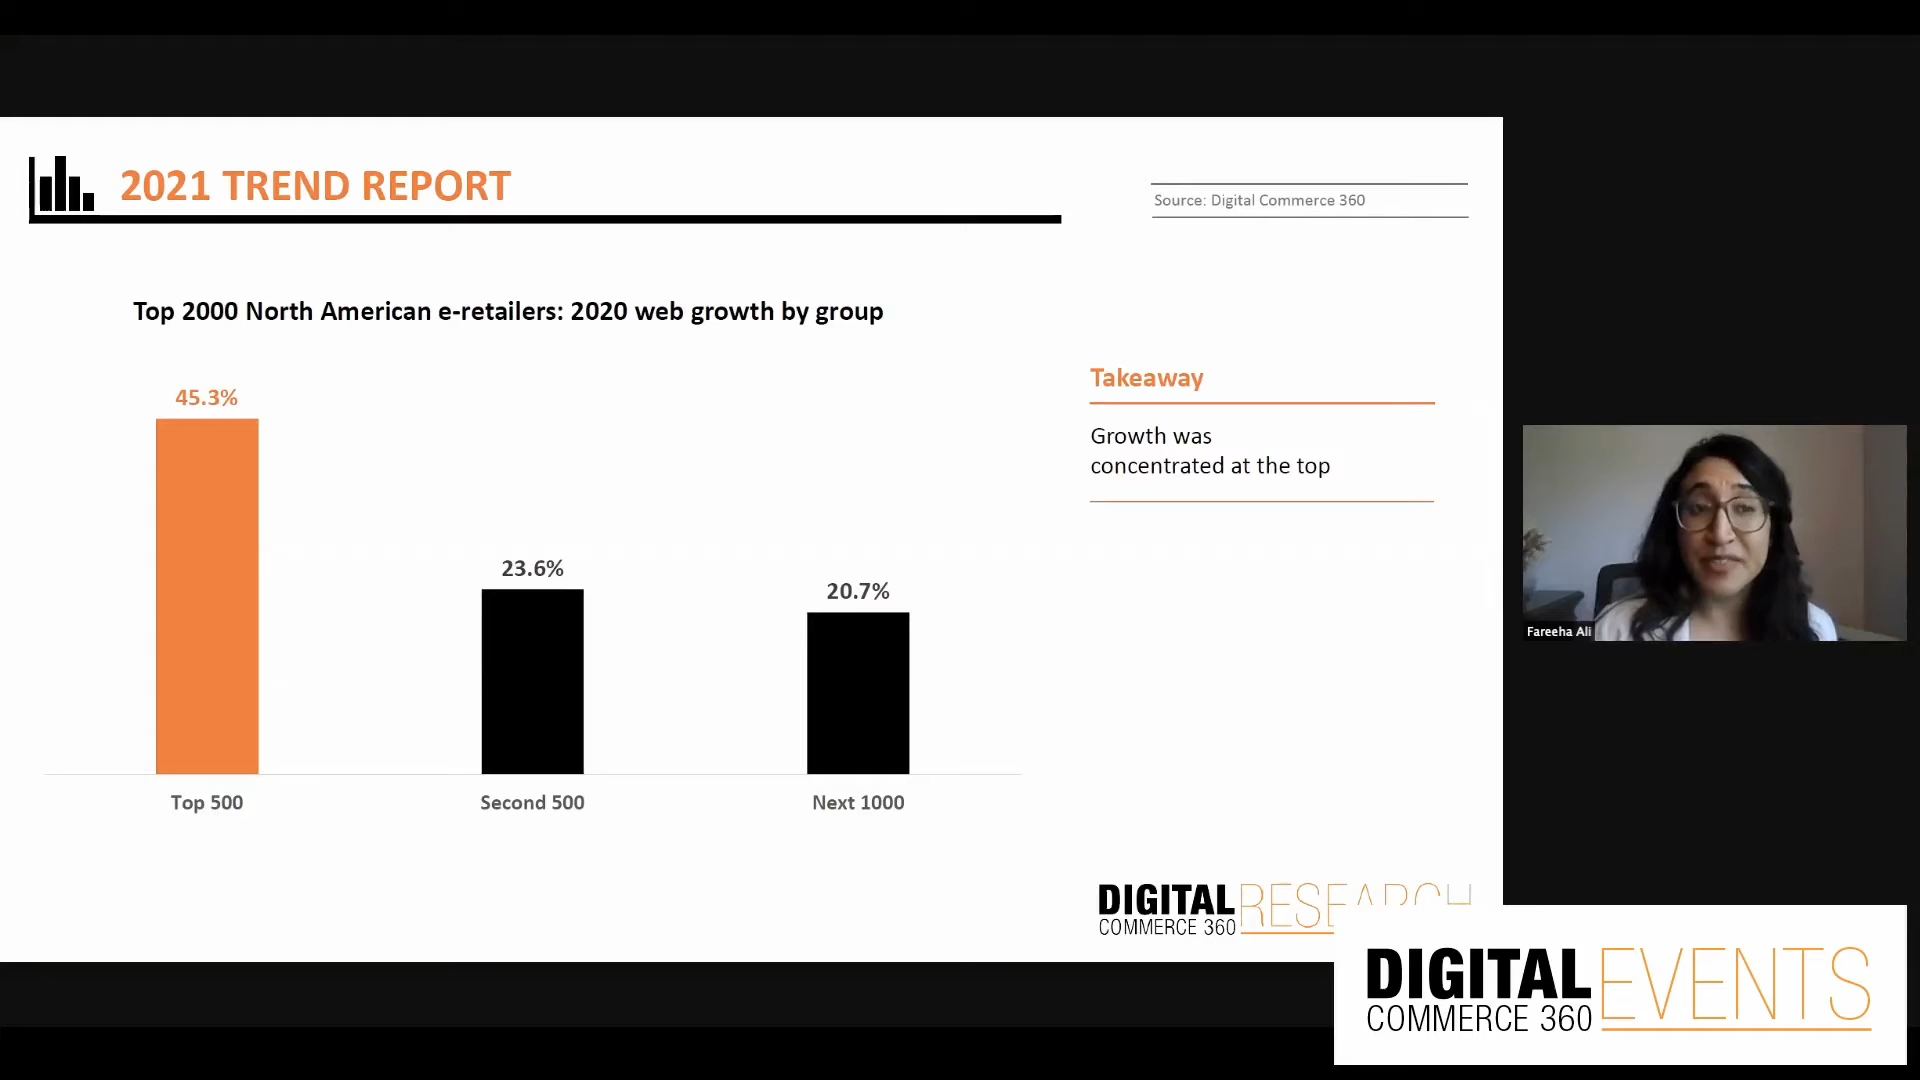 2021 TREND REPORT
Source: Digital Commerce 360
Top 2000 North American e-retailers: 2020 web growth by group
45.3%
23.6%
20.7%
Top 500
Second 500
Next 1000
Takeaway
Growth was
concentrated at the top
Fareeha Ali
DIGITAL RESEARCH
COMMERCE 360
DIGITAL EVENTS
COMMERCE 360